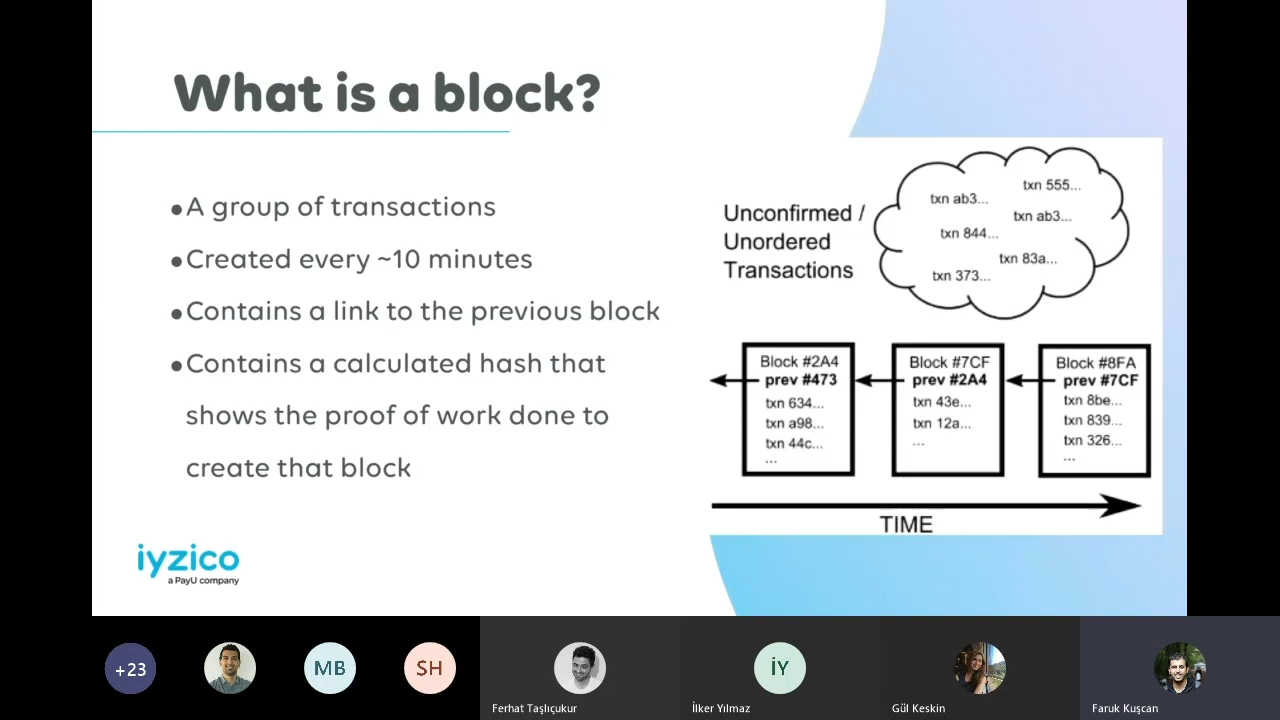 What is a block?
•A group of transactions
•Created every ~10 minutes
•Contains a link to the previous block
•Contains a calculated hash that
shows the proof of work done to
create that block
Unconfirmed /
Unordered
Transactions
txn 555...
txn ab3...
txn ab3...
txn 844...
txn 83a...
txn 373...
Block #2A4
prev #473
txn 634...
txn a98...
txn 44c...
...
Block #7CF
prev #2A4
txn 43e...
txn 12a...
...
Block #8FA
prev #7CF
txn 8be...
txn 839...
txn 326...
...
TIME
iyzico
a PayU company
+23
MB
SH
İY
Ferhat Taşlıçukur
İlker Yılmaz
Gül Keskin
Faruk Kuşcan